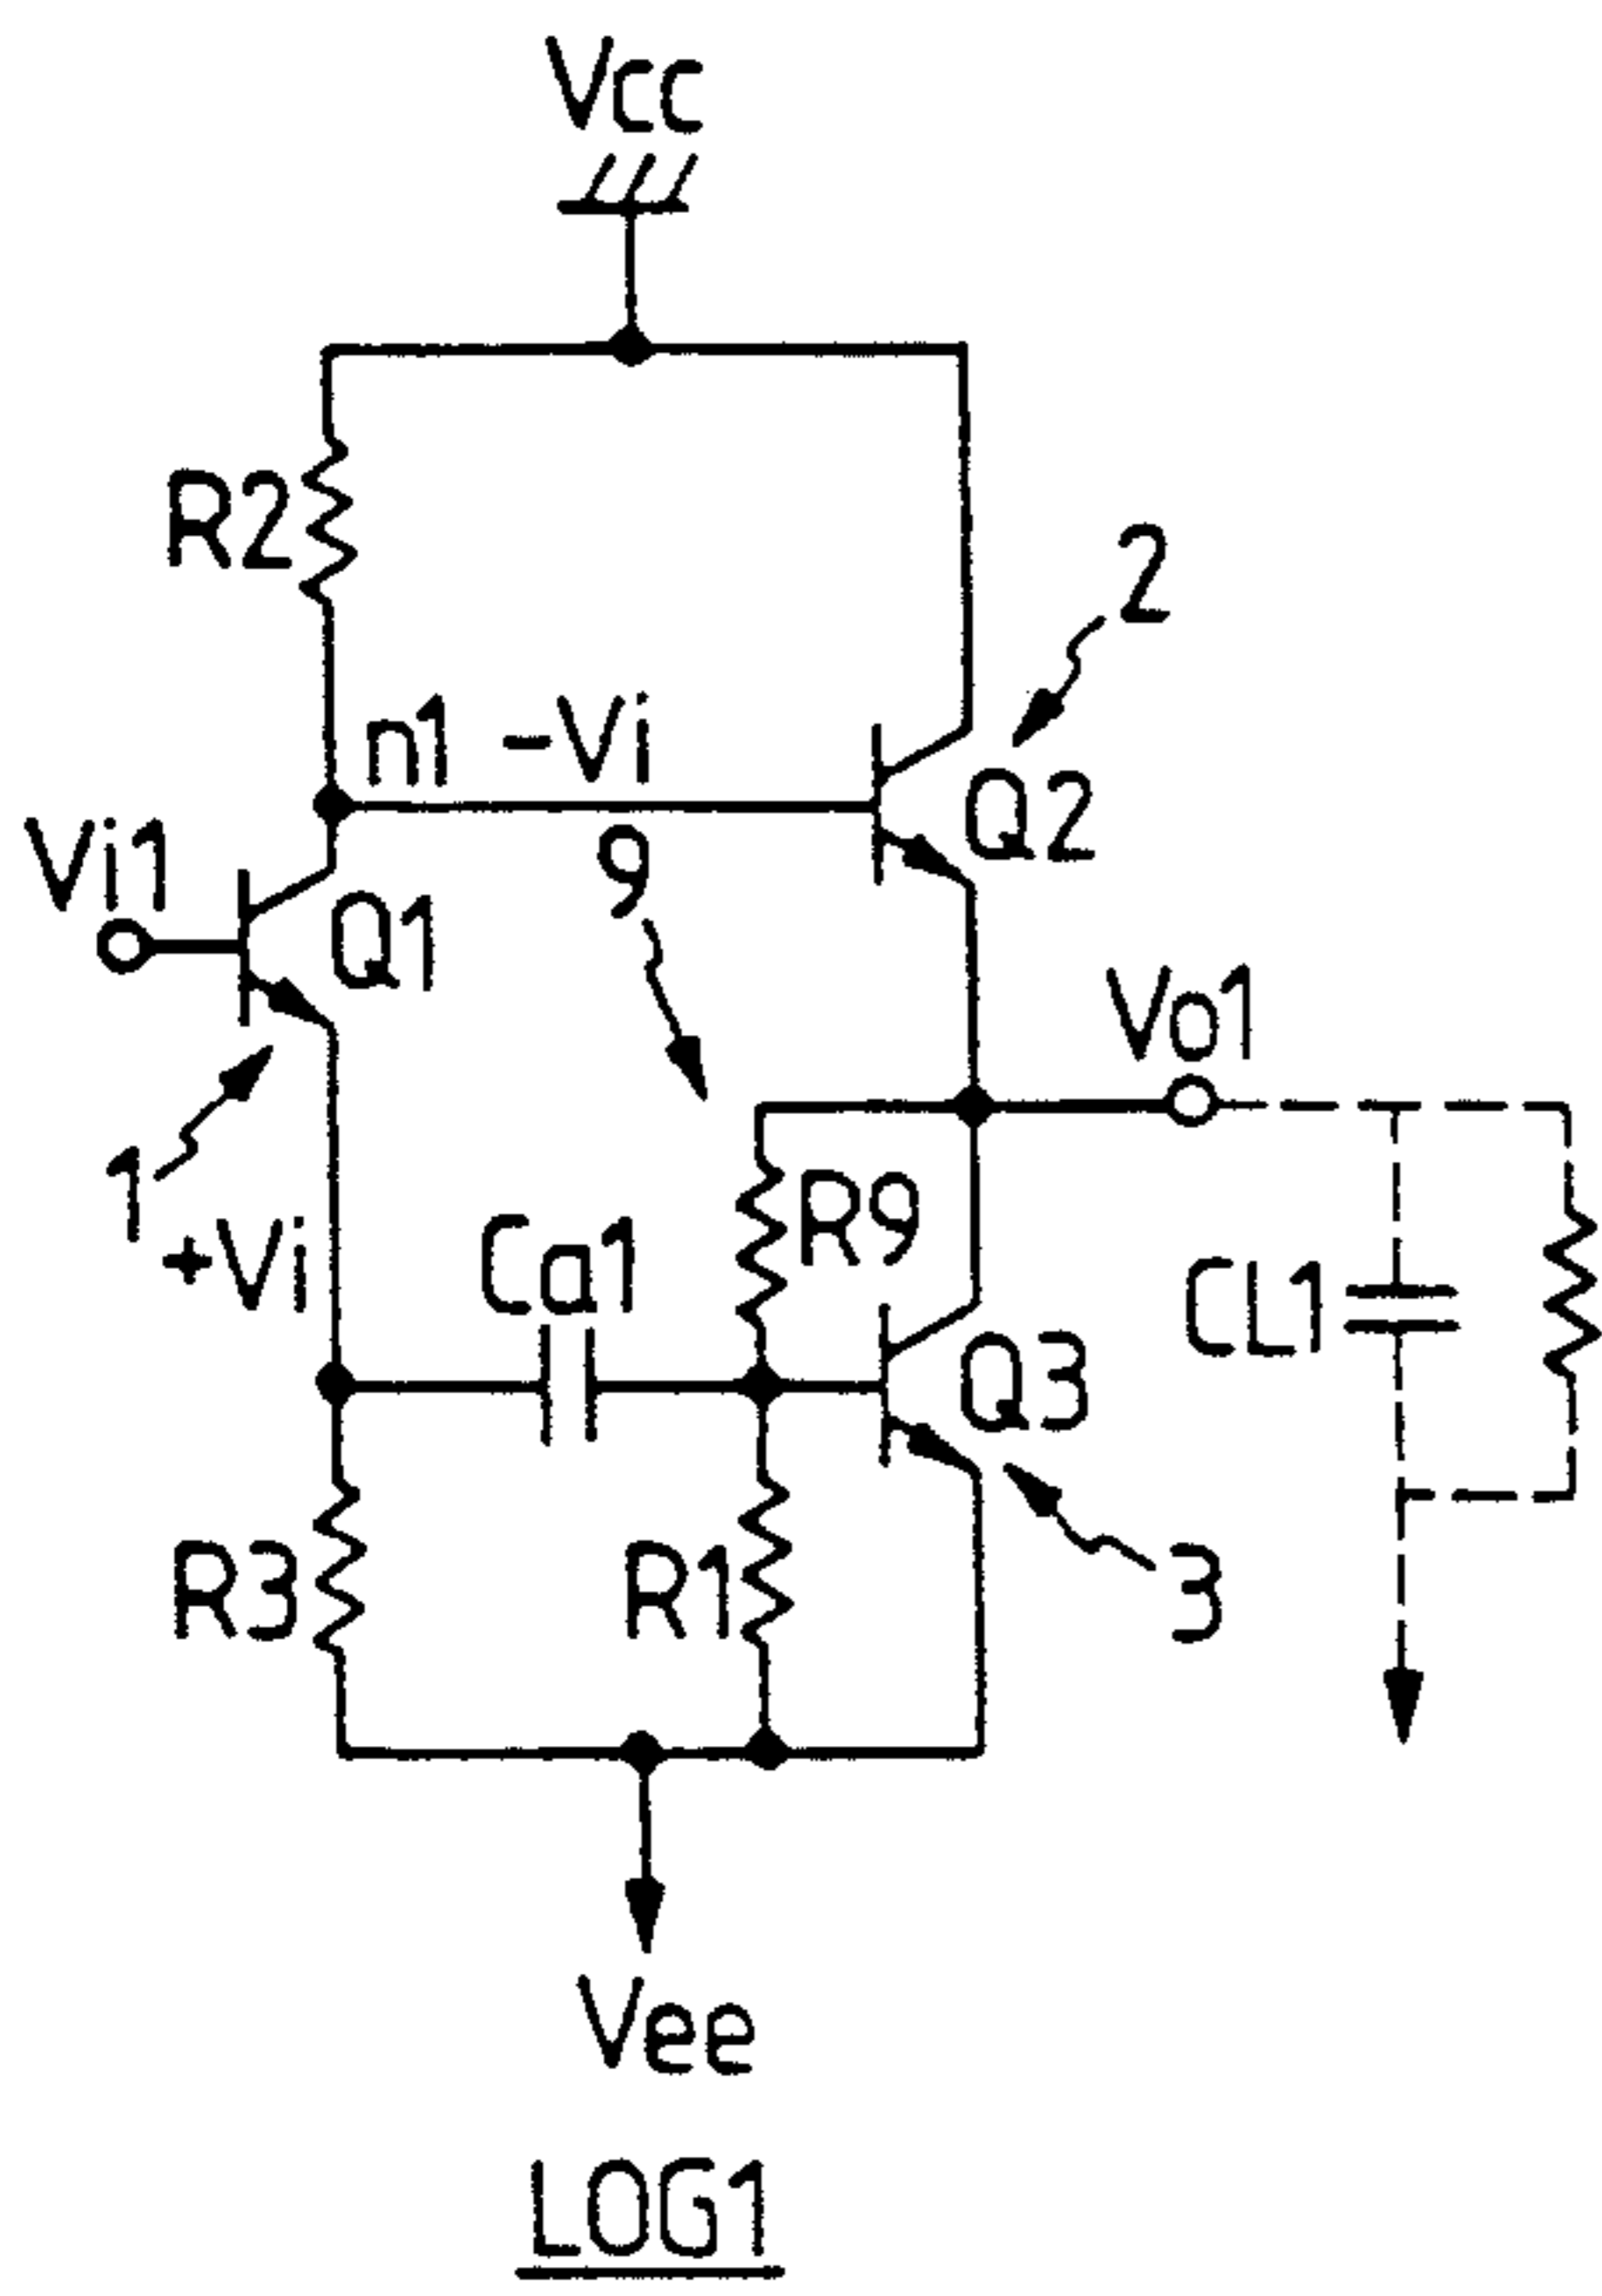 Vcc
R2
2
n1 -Vi
Q2
Vi1
Q1
9
Vo1
1
+Vi
Ca1
R9
CL1
Q3
R3
R1
3
Vee
LOG1